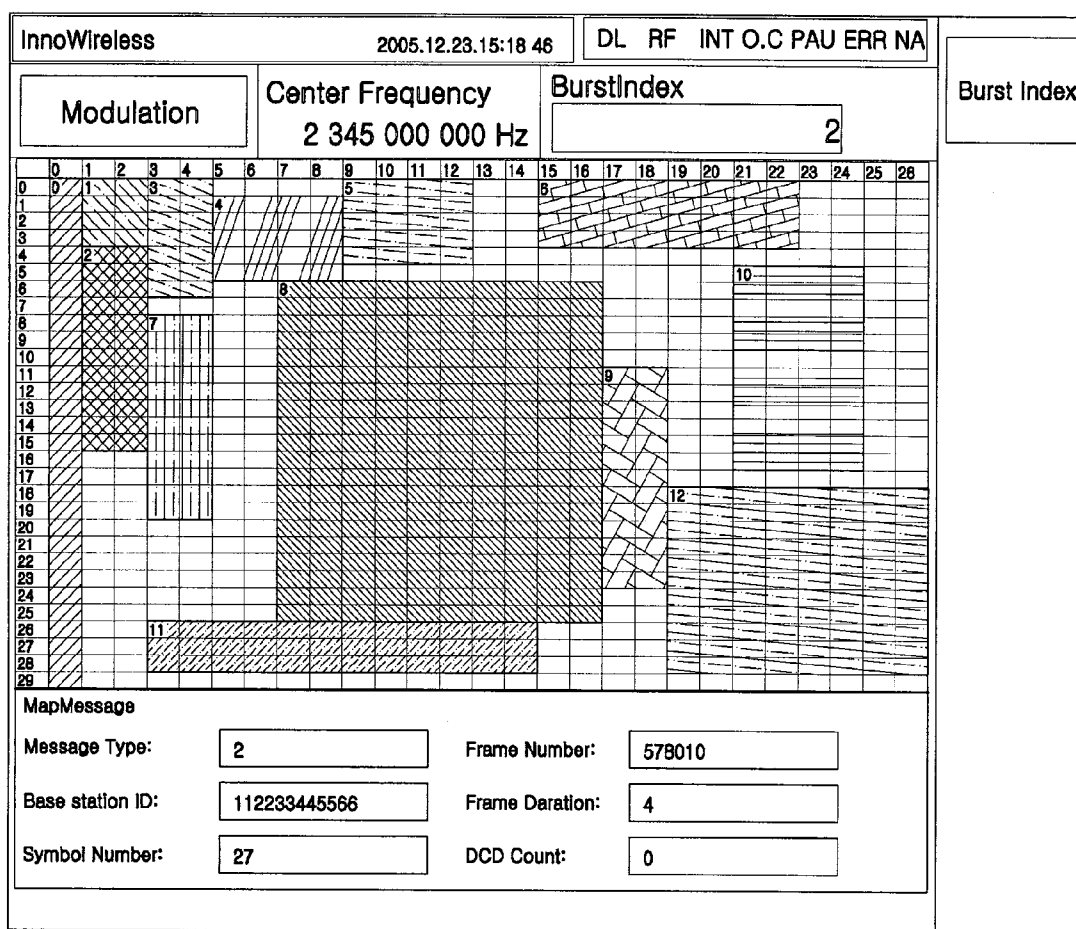 InnoWireless 2005.12.23.15:18 46 DL RF INT O.C PAU ERR NA
Modulation
Center Frequency
2 345 000 000 Hz
BurstIndex
2
Burst Index
0 1 2 3 4 5 6 7 8 9 10 11 12 13 14 15 16 17 18 19 20 21 22 23 24 25 26
0 0 1 3 5 6
1 4
2
3
4 2
5 10
6 8
7
8 7
9
10
11 9
12
13
14
15
16
17
18 12
19
20
21
22
23
24
25
26 11
27
28
29
MapMessage
Message Type: 2 Frame Number: 578010
Base station ID: 112233445566 Frame Daration: 4
Symbol Number: 27 DCD Count: 0